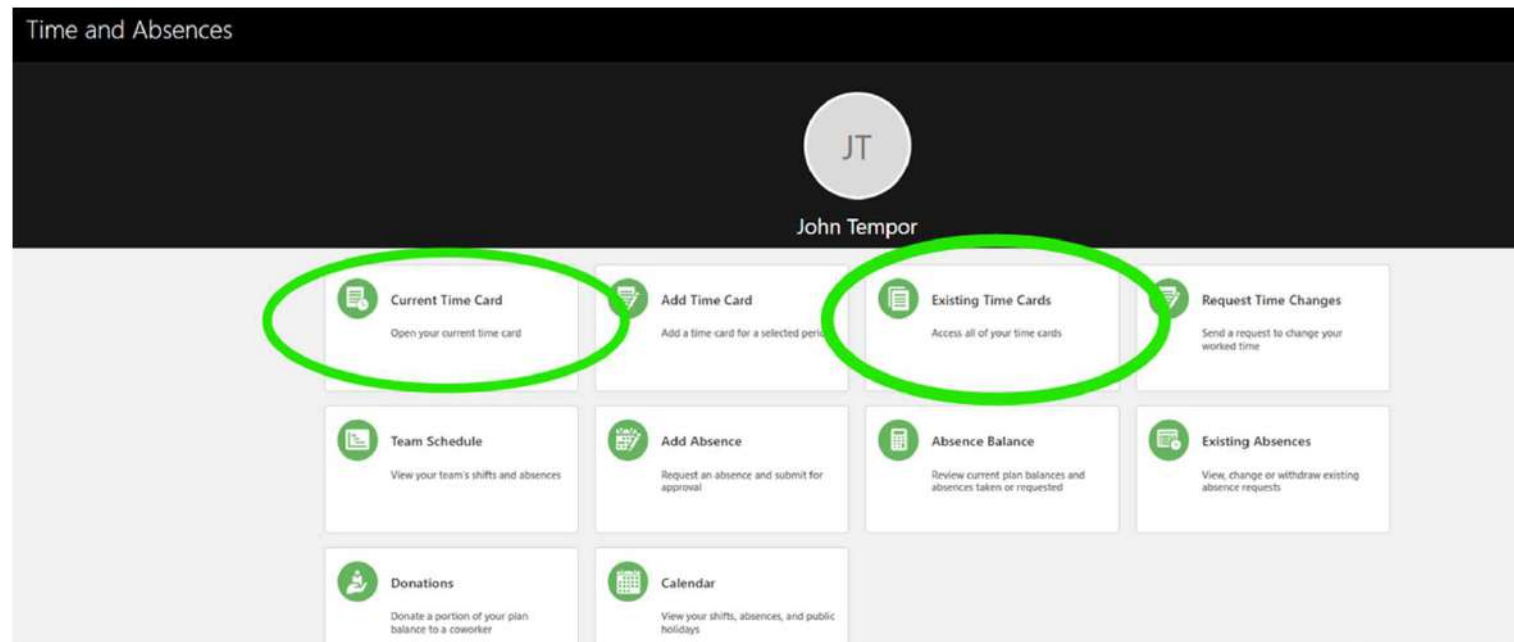 Time and Absences
JT
John Tempor
Current Time Card
Open your current time card
Add Time Card
Add a time card for a selected
Existing Time Cards
Access all of your time cards
Request Time Changes
Send a request to change your
worked time
Team Schedule
View your team's shifts and absences
Add Absence
Request an absence and submit for
approval
Absence Balance
Review current plan balances and
absences taken or requested
Existing Absences
View, change or withdraw existing
absence requests
Donations
Donate a portion of your plan
balance to a coworker
Calendar
View your shifts, absences, and public
holidays